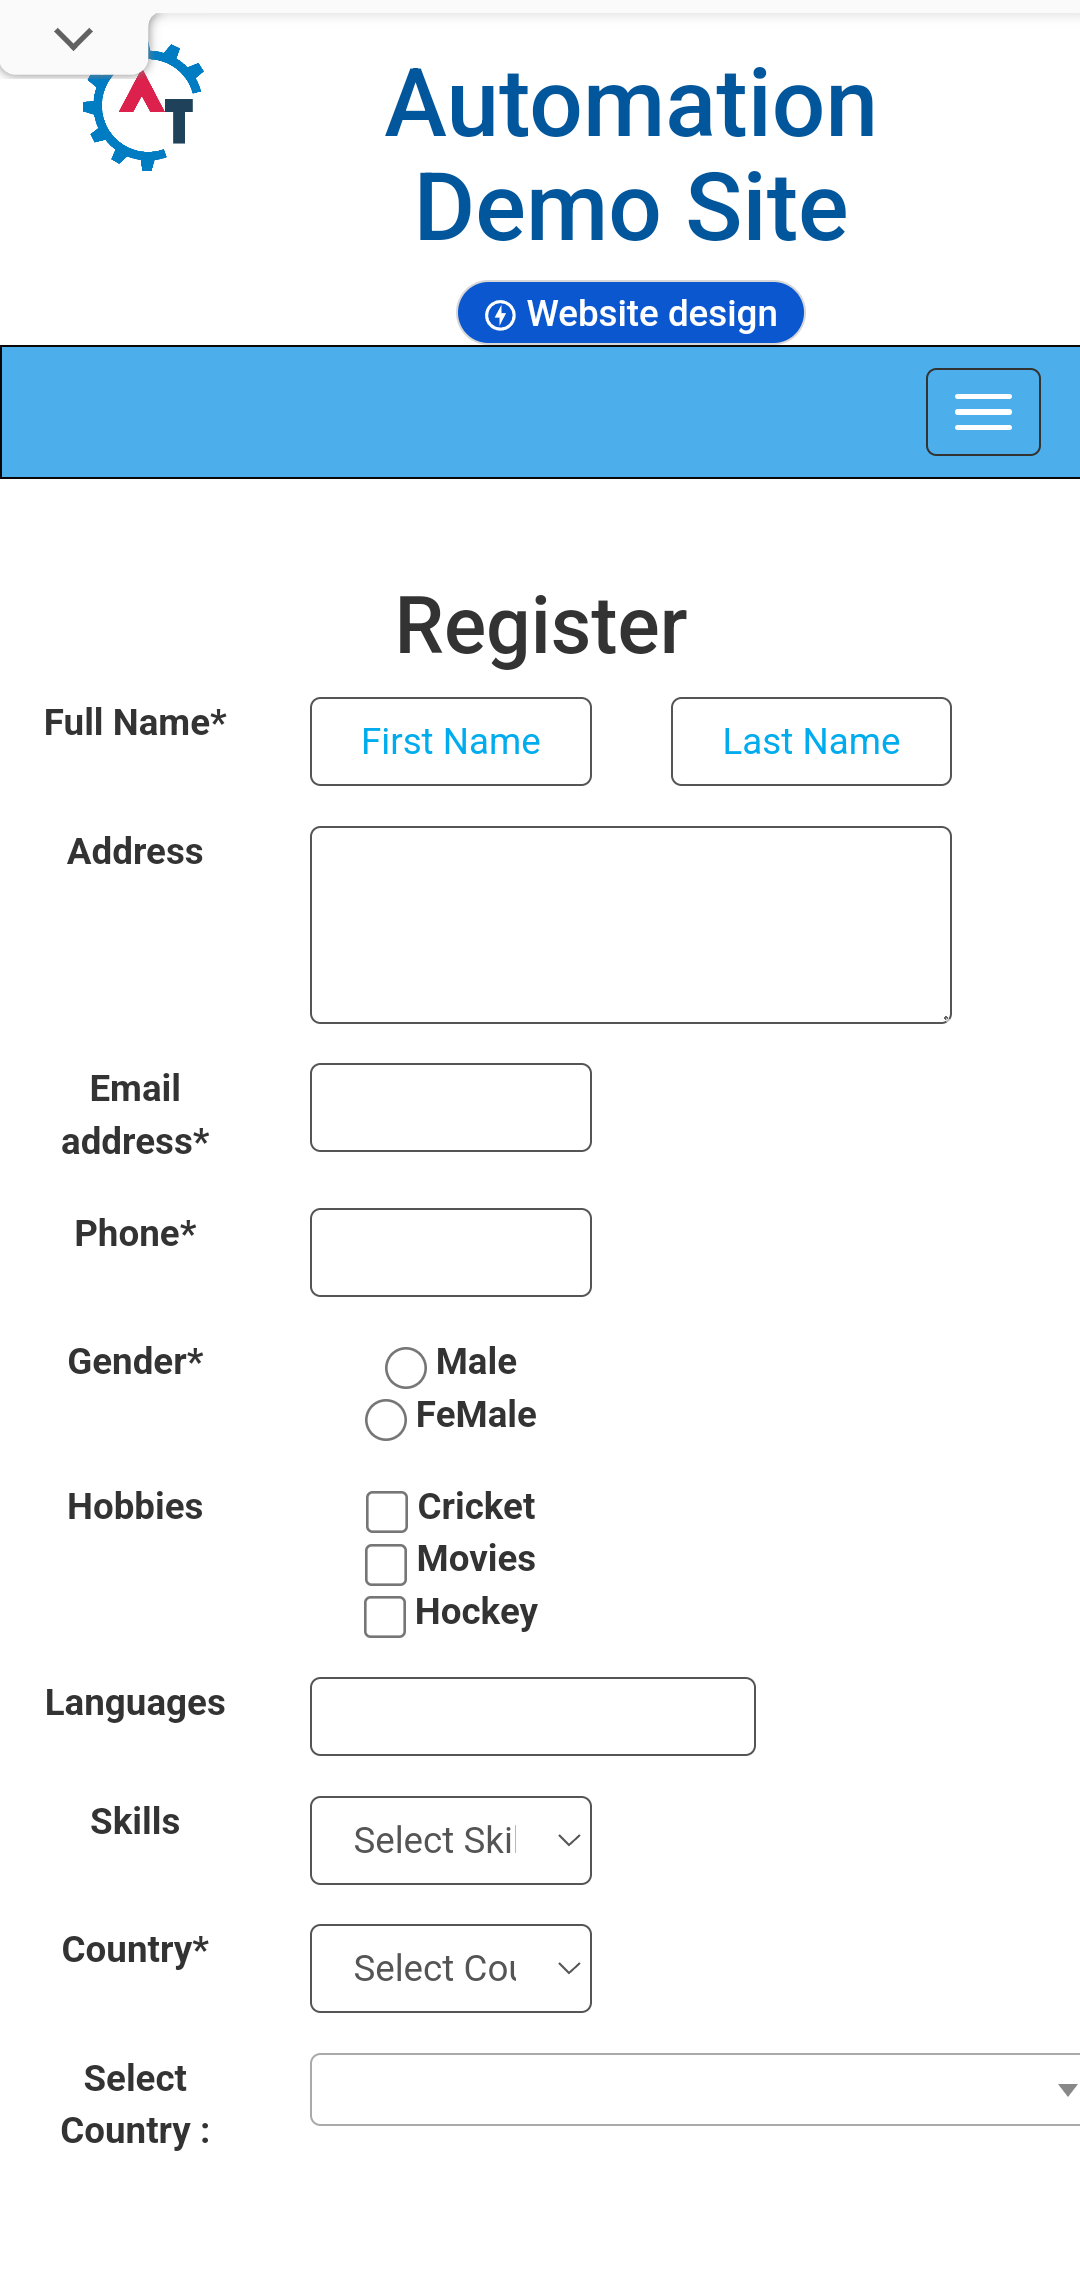 AT
Automation
Demo Site
Website design
Register
Full Name*
First Name
Last Name
Address
Email
address*
Phone*
Gender*
Male
FeMale
Hobbies
Cricket
Movies
Hockey
Languages
Skills
Select Skil
Country*
Select Cou
Select
Country :